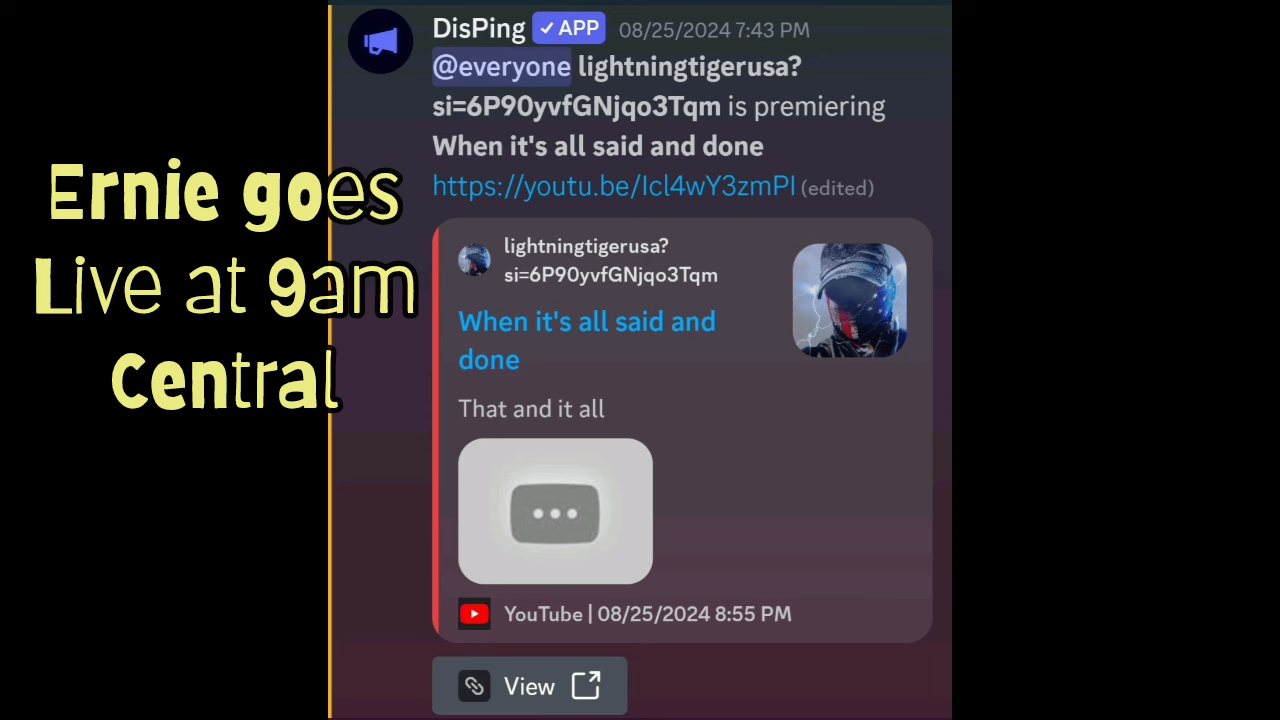 Ernie goes
Live at 9am
Central
DisPing ✓ APP 08/25/2024 7:43 PM
@everyone lightningtigerusa?
si=6P90yvfGNjqo3Tqm is premiering
When it's all said and done
https://youtu.be/Icl4wY3zmPI (edited)
lightningtigerusa?
si=6P90yvfGNjqo3Tqm
When it's all said and
done
That and it all
YouTube | 08/25/2024 8:55 PM
View